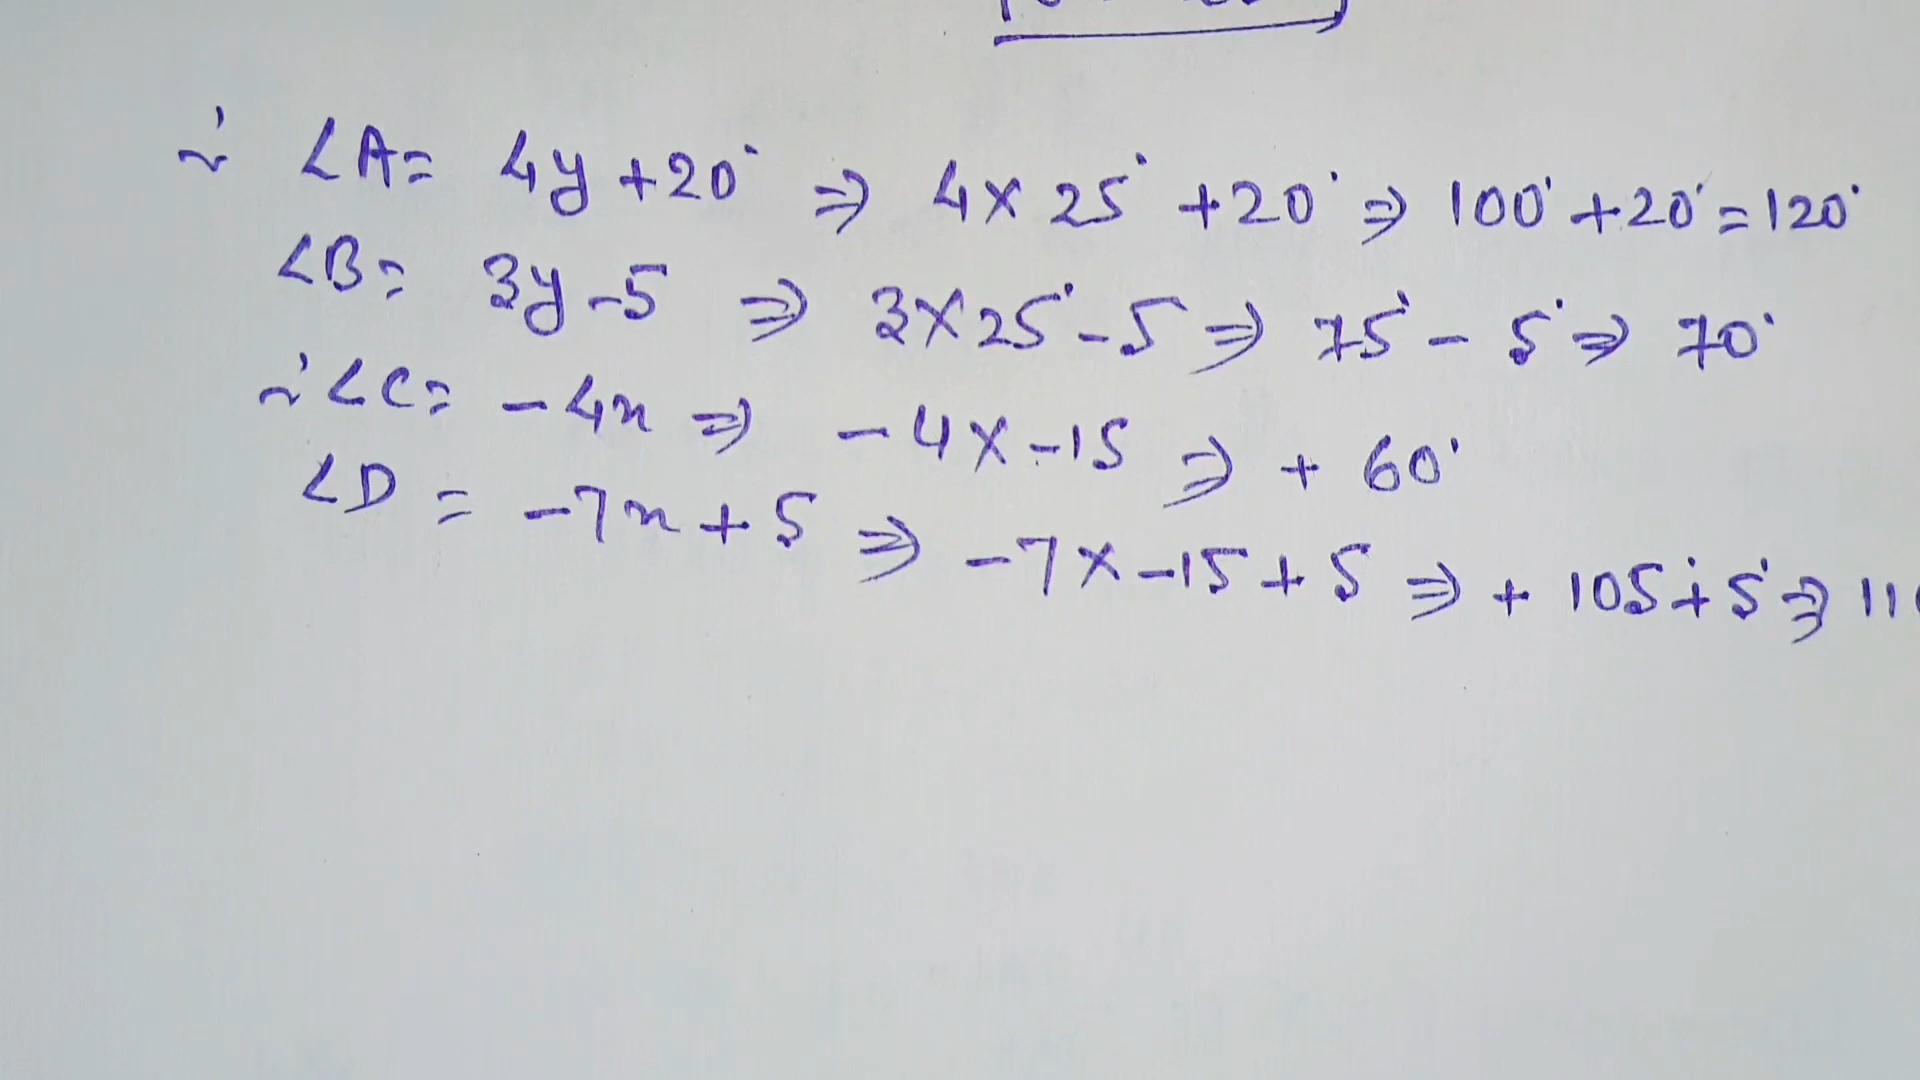 ∴ ∠A= 4y+20° ⇒ 4×25° +20° ⇒ 100°+20°=120°
∠B= 3y-5 ⇒ 3×25°-5 ⇒ 75°- 5° ⇒ 70°
∴ ∠C= -4x ⇒ -4×-15 ⇒ + 60°
∠D = -7x+5 ⇒ -7×-15+5 ⇒ + 105°+5° ⇒ 11